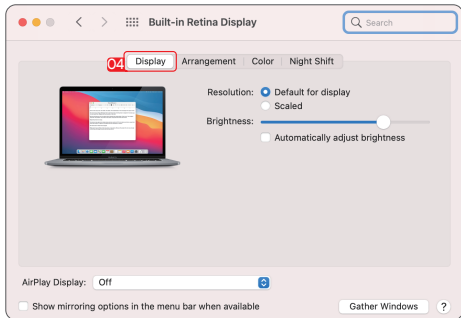 Built-in Retina Display
Search
04
Display Arrangement Color Night Shift
Resolution: Default for display
Scaled
Brightness:
Automatically adjust brightness
AirPlay Display: Off
Show mirroring options in the menu bar when available
Gather Windows ?